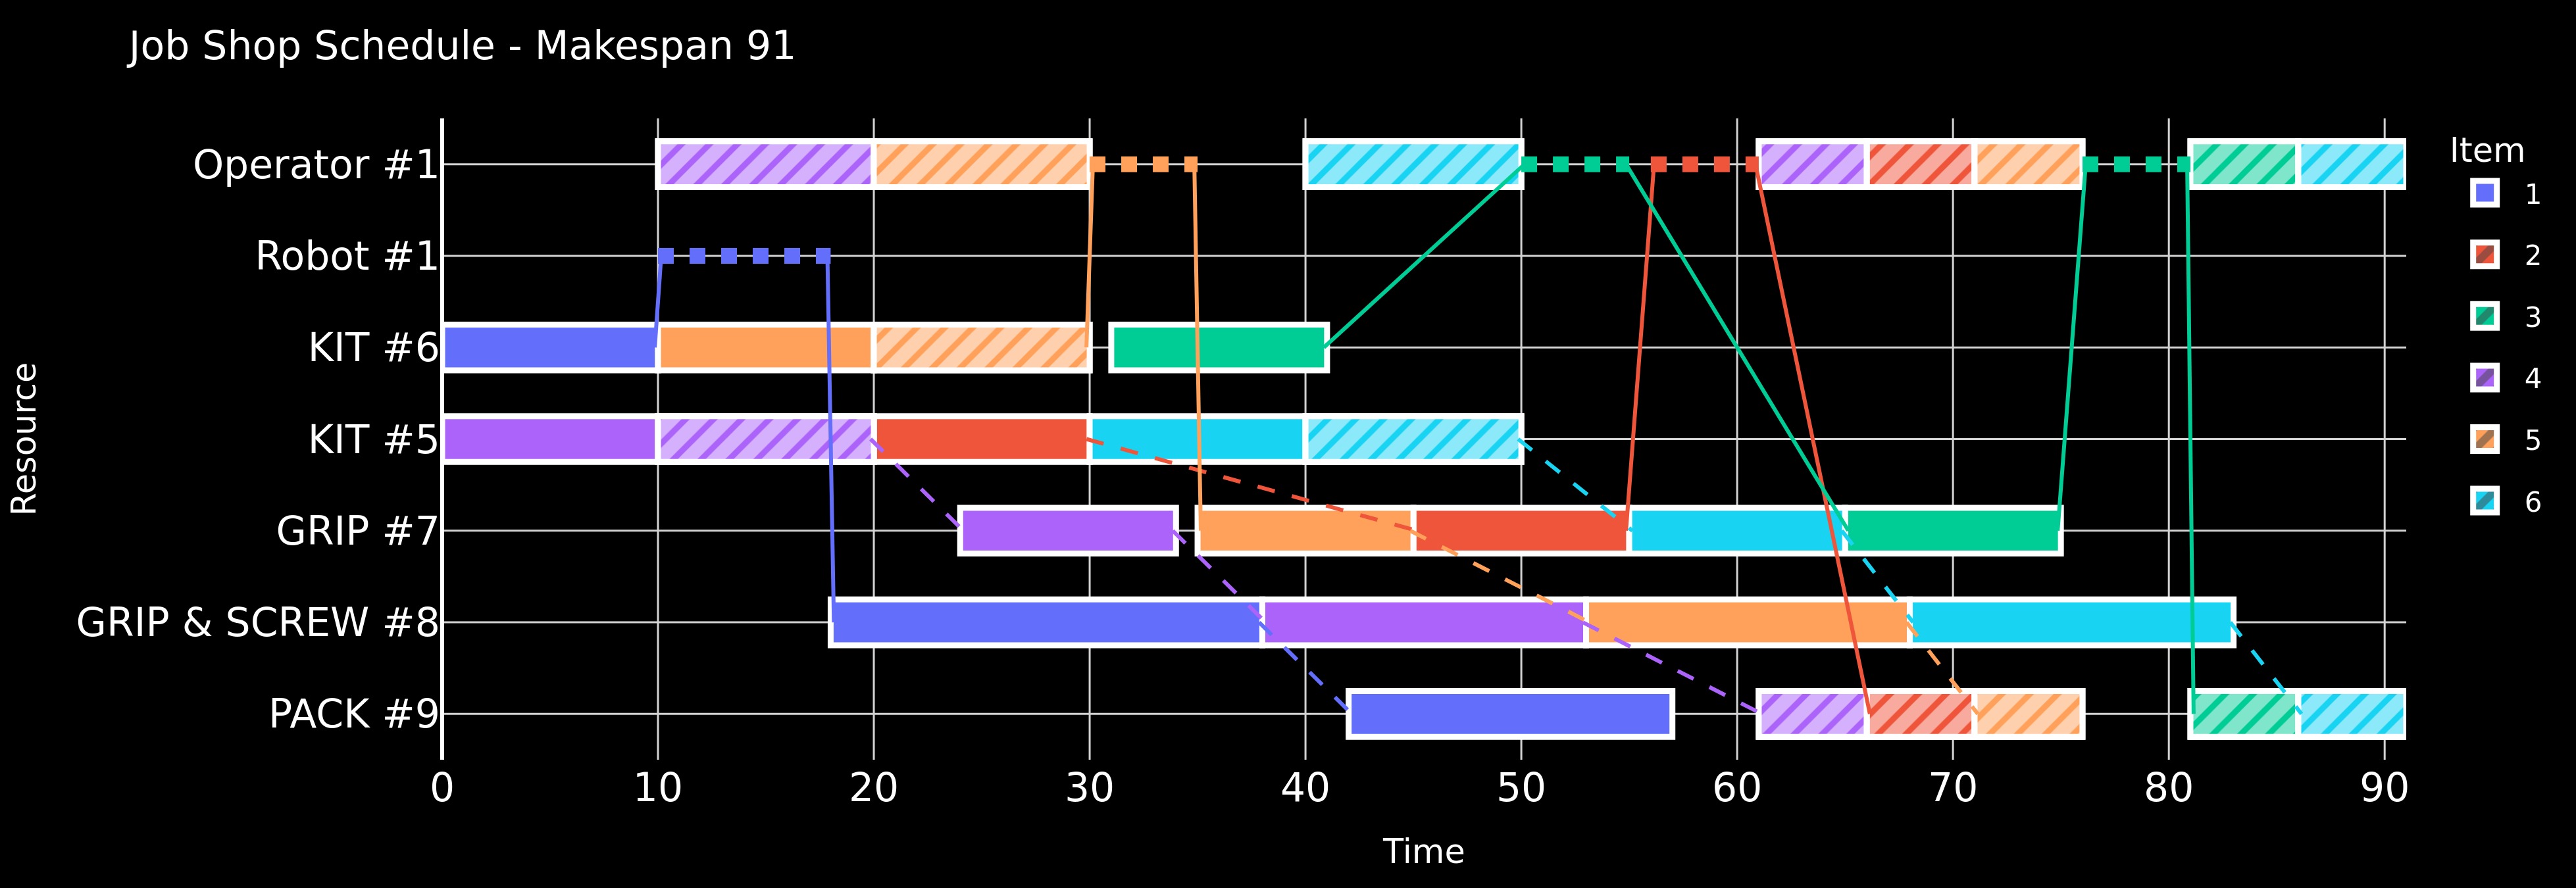 Job Shop Schedule - Makespan 91
Resource
Operator #1
Robot #1
KIT #6
KIT #5
GRIP #7
GRIP & SCREW #8
PACK #9
0 10 20 30 40 50 60 70 80 90
Time
Item
1
2
3
4
5
6